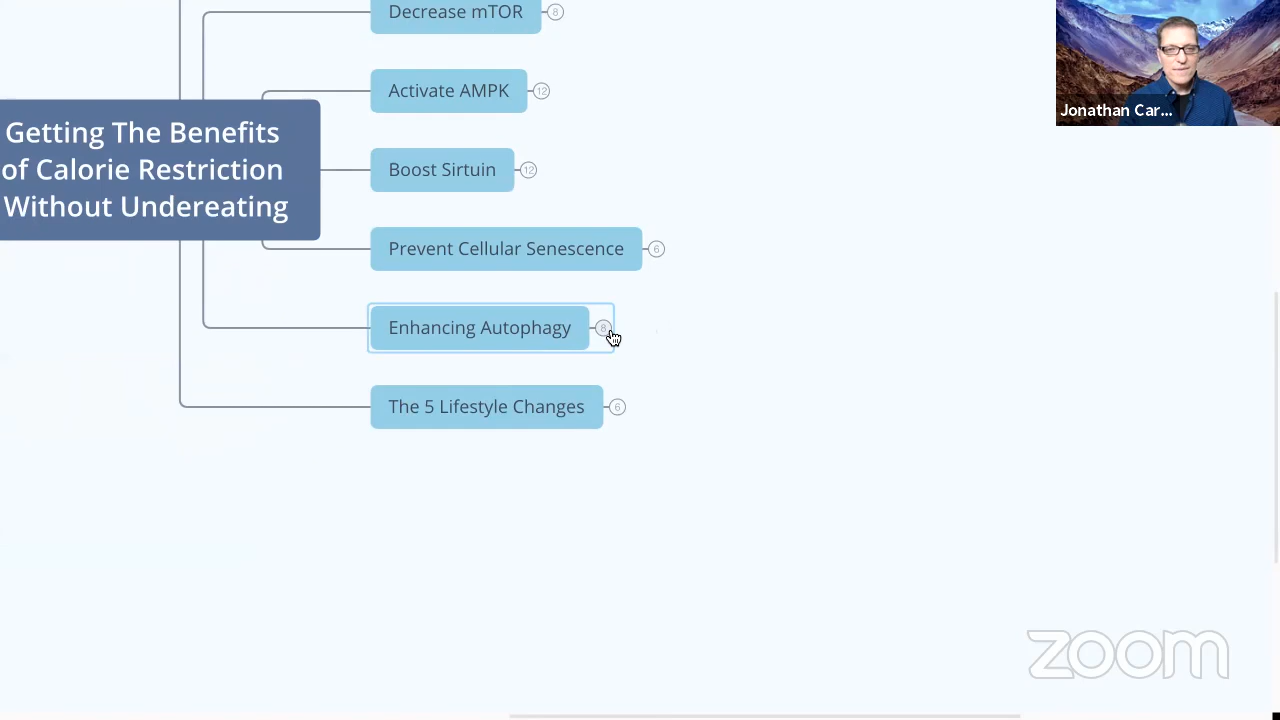 Decrease mTOR
8
Activate AMPK
12
Getting The Benefits
of Calorie Restriction
Without Undereating
Boost Sirtuin
12
Prevent Cellular Senescence
6
Enhancing Autophagy
8
The 5 Lifestyle Changes
6
Jonathan Car...
zoom